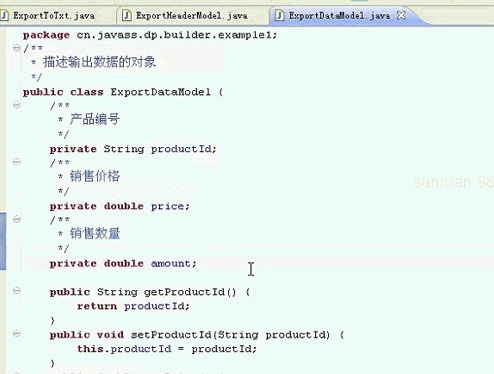 ExportToTxt.java ExportHeaderModel.java ExportDataModel.java
package cn.javass.dp.builder.example1;
/**
* 描述输出数据的对象
*/
public class ExportDataModel {
/**
* 产品编号
*/
private String productId;
/**
* 销售价格
*/
private double price;
/**
* 销售数量
*/
private double amount;
public String getProductId() {
return productId;
}
public void setProductId(String productId) {
this.productId = productId;
}
sunman 98